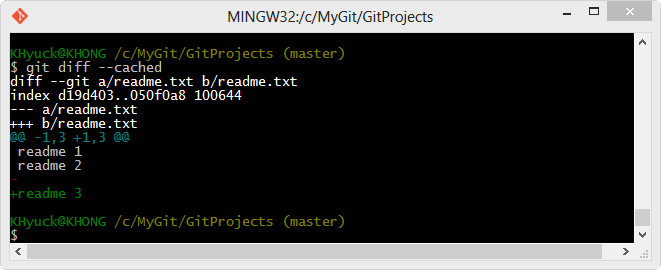 MINGW32:/c/MyGit/GitProjects
KHyuck@KHONG /c/MyGit/GitProjects (master)
$ git diff --cached
diff --git a/readme.txt b/readme.txt
index d19d403..050f0a8 100644
--- a/readme.txt
+++ b/readme.txt
@@ -1,3 +1,3 @@
 readme 1
 readme 2
-
+readme 3
KHyuck@KHONG /c/MyGit/GitProjects (master)
$